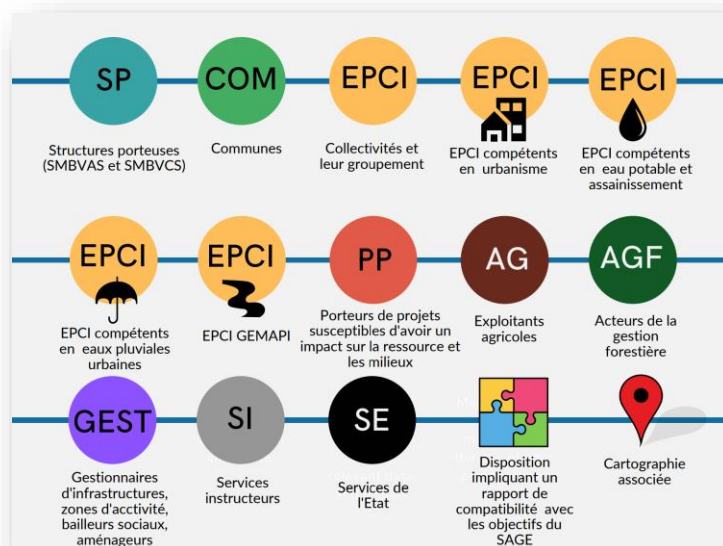 SP
COM
EPCI
EPCI
EPCI
Structures porteuses
(SMBVAS et SMBVCS)
Communes
Collectivités et
leur groupement
EPCI compétents
en urbanisme
EPCI compétents
en eau potable et
assainissement
EPCI
EPCI
PP
AG
AGF
EPCI compétents
en eaux pluviales
urbaines
EPCI GEMAPI
Porteurs de projets
susceptibles d'avoir un
impact sur la ressource et
les milieux
Exploitants
agricoles
Acteurs de la
gestion
forestière
GEST
SI
SE
Gestionnaires
d'infrastructures,
zones d'acctivité,
bailleurs sociaux,
aménageurs
Services
instructeurs
Services de
l'Etat
Disposition
impliquant un
rapport de
compatibilité avec
les objectifs du
SAGE
Cartographie
associée